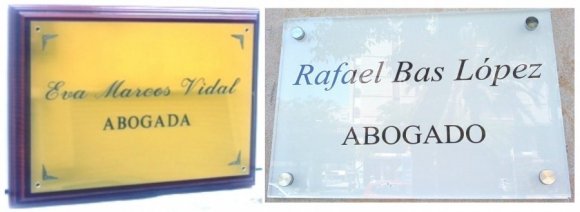 Eva Marcos Vidal
ABOGADA
Rafael Bas López
ABOGADO